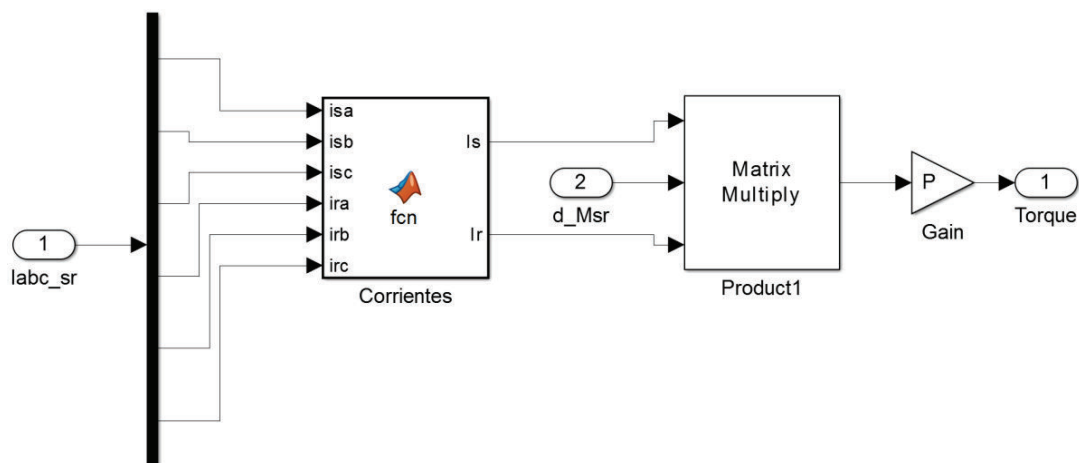 1
Iabc_sr
isa
isb
isc
ira
irb
irc
Is
Ir
fcn
Corrientes
2
d_Msr
Matrix
Multiply
Product1
P
Gain
1
Torque